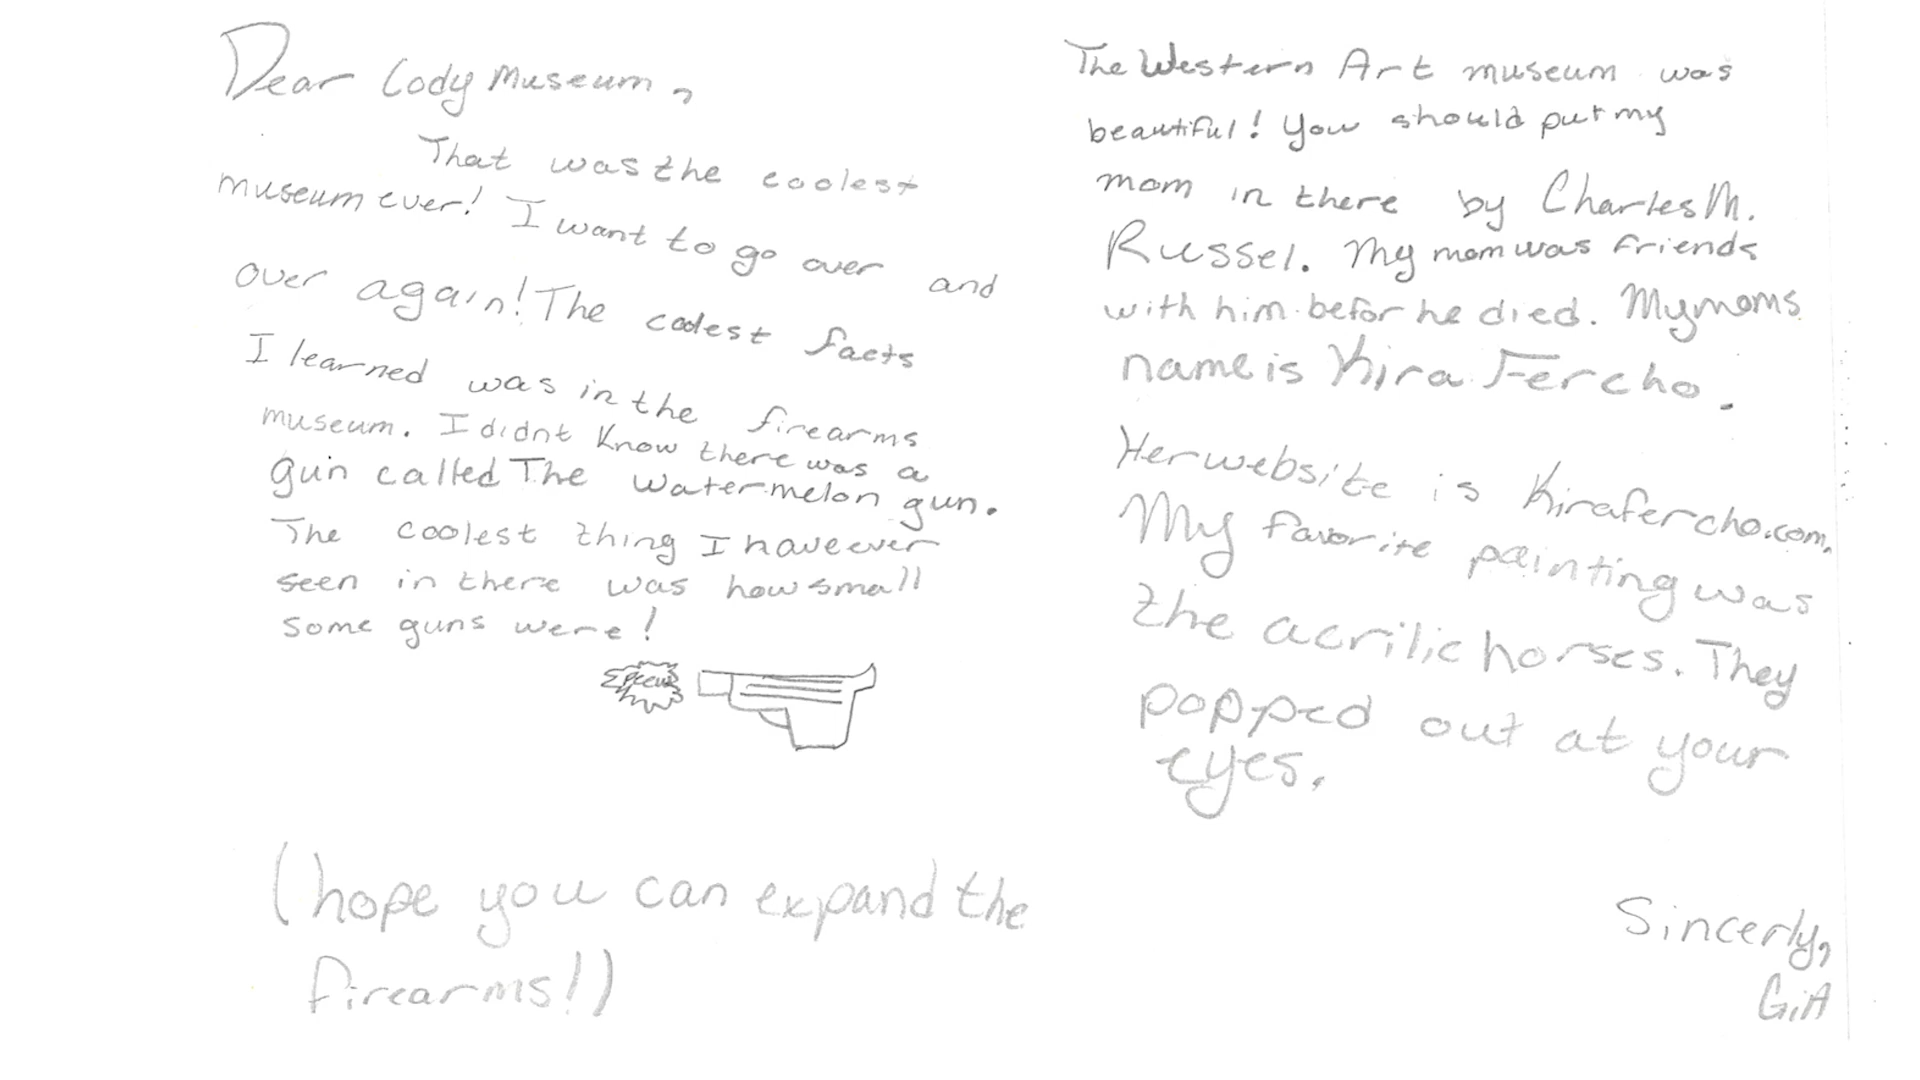 Dear Cody Museum,
That was the coolest
museum ever! I want to go over and
over again! The coolest facts
I learned was in the firearms
museum. I didnt know there was a
gun called The watermelon gun.
The coolest thing I have ever
seen in there was how small
some guns were!
(hope you can expand the
firearms!)
The Western Art museum was
beautiful! You should put my
mom in there by Charles M.
Russel. My mom was friends
with him befor he died. My moms
name is Kira Fercho.
Her website is Kirafercho.com.
My favorite painting was
the acrilic horses. They
popped out at your
eyes.
Sincerly,
GiA